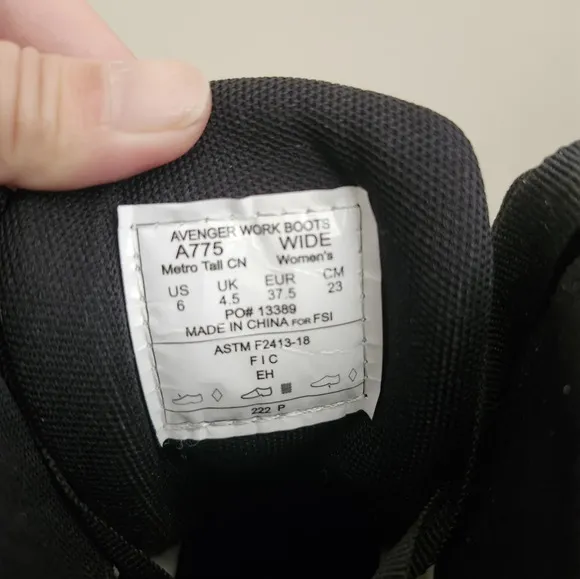 AVENGER WORK BOOTS
A775 WIDE
Metro Tall CN Women's
US UK EUR CM
6 4.5 37.5 23
PO# 13389
MADE IN CHINA FOR FSI
ASTM F2413-18
F I C
EH
222 P